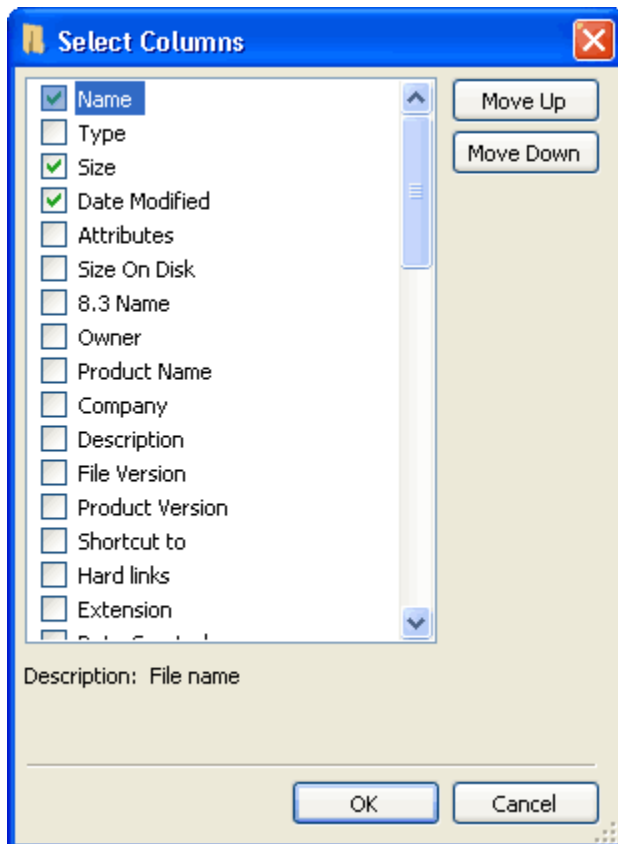 Select Columns
Name
Type
Size
Date Modified
Attributes
Size On Disk
8.3 Name
Owner
Product Name
Company
Description
File Version
Product Version
Shortcut to
Hard links
Extension
Move Up
Move Down
Description: File name
OK
Cancel